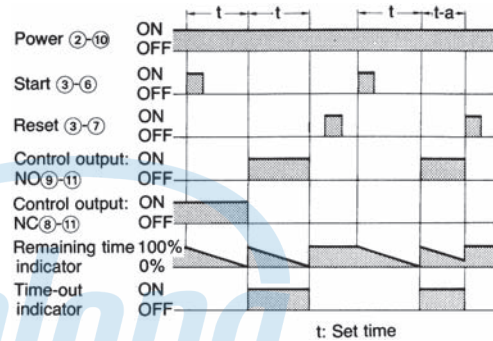 t t t t-a
Power ②-⑩ ON
OFF
Start ③-⑥ ON
OFF
Reset ③-⑦ ON
OFF
Control output: ON
NO⑨-⑪ OFF
Control output: ON
NC⑧-⑪ OFF
Remaining time 100%
indicator 0%
Time-out ON
indicator OFF
t: Set time